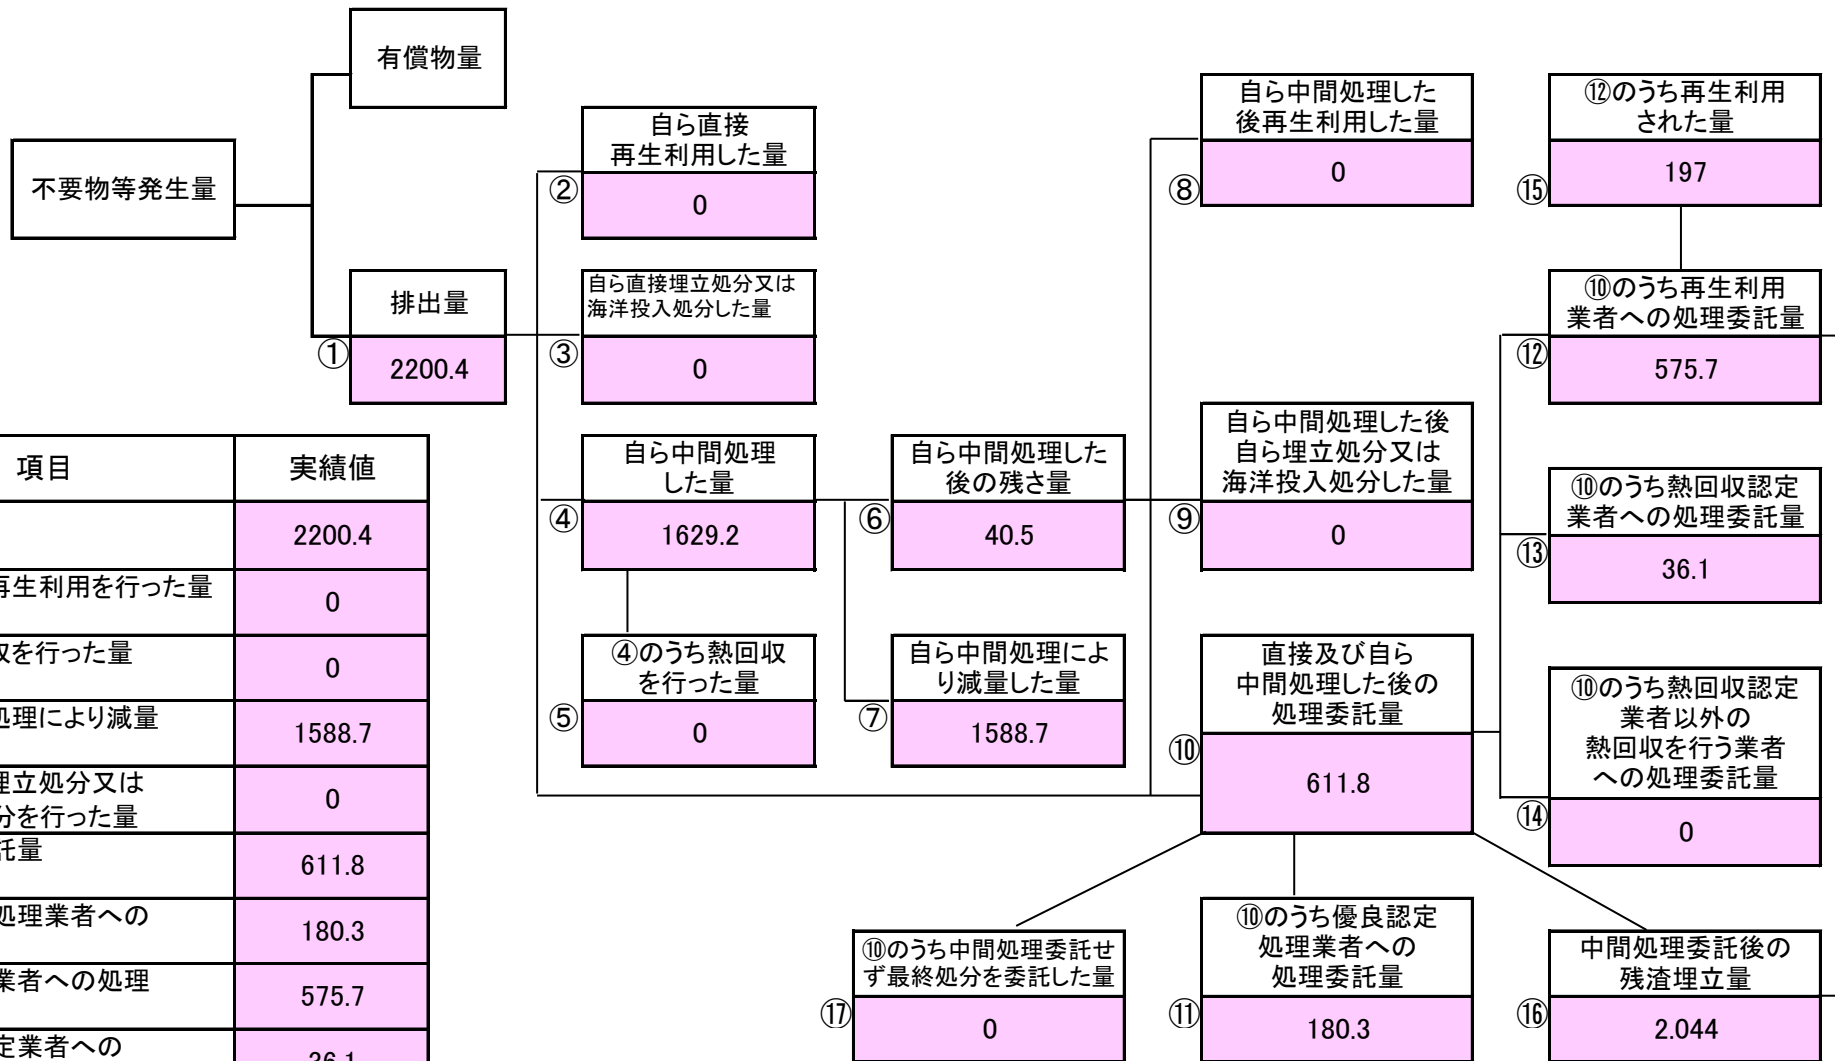 有償物量
不要物等発生量
排出量
①
2200.4
自ら直接
再生利用した量
②
0
自ら直接埋立処分又は
海洋投入処分した量
③
0
自ら中間処理
した量
④
1629.2
④のうち熱回収
を行った量
⑤
0
自ら中間処理した
後の残さ量
⑥
40.5
自ら中間処理によ
り減量した量
⑦
1588.7
自ら中間処理した
後再生利用した量
⑧
0
自ら中間処理した後
自ら埋立処分又は
海洋投入処分した量
⑨
0
直接及び自ら
中間処理した後の
処理委託量
⑩
611.8
⑫のうち再生利用
された量
⑮
197
⑩のうち再生利用
業者への処理委託量
⑫
575.7
⑩のうち熱回収認定
業者への処理委託量
⑬
36.1
⑩のうち熱回収認定
業者以外の
熱回収を行う業者
への処理委託量
⑭
0
⑩のうち中間処理委託せ
ず最終処分を委託した量
⑰
0
⑩のうち優良認定
処理業者への
処理委託量
⑪
180.3
中間処理委託後の
残渣埋立量
⑯
2.044
項目 実績値
2200.4
再生利用を行った量
0
を行った量
0
処理により減量
1588.7
埋立処分又は
分を行った量
0
託量
611.8
処理業者への
180.3
業者への処理
575.7
定業者への
36.1